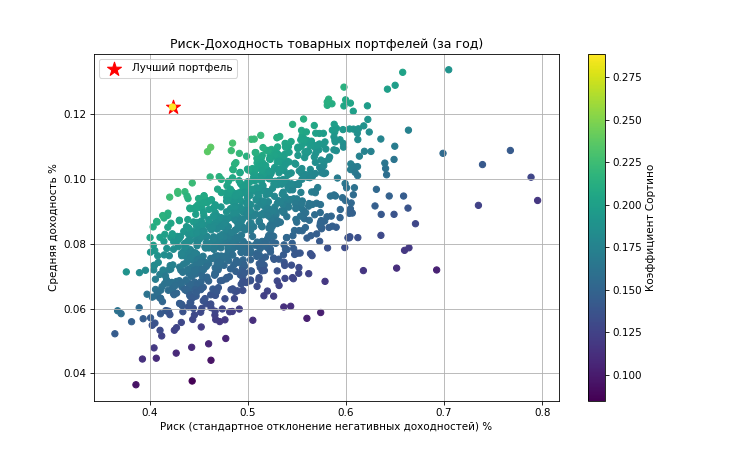 Риск-Доходность товарных портфелей (за год)
Лучший портфель
Средняя доходность %
0.12
0.10
0.08
0.06
0.04
0.4 0.5 0.6 0.7 0.8
Риск (стандартное отклонение негативных доходностей) %
0.275
0.250
0.225
0.200
0.175
0.150
0.125
0.100
Коэффициент Сортино